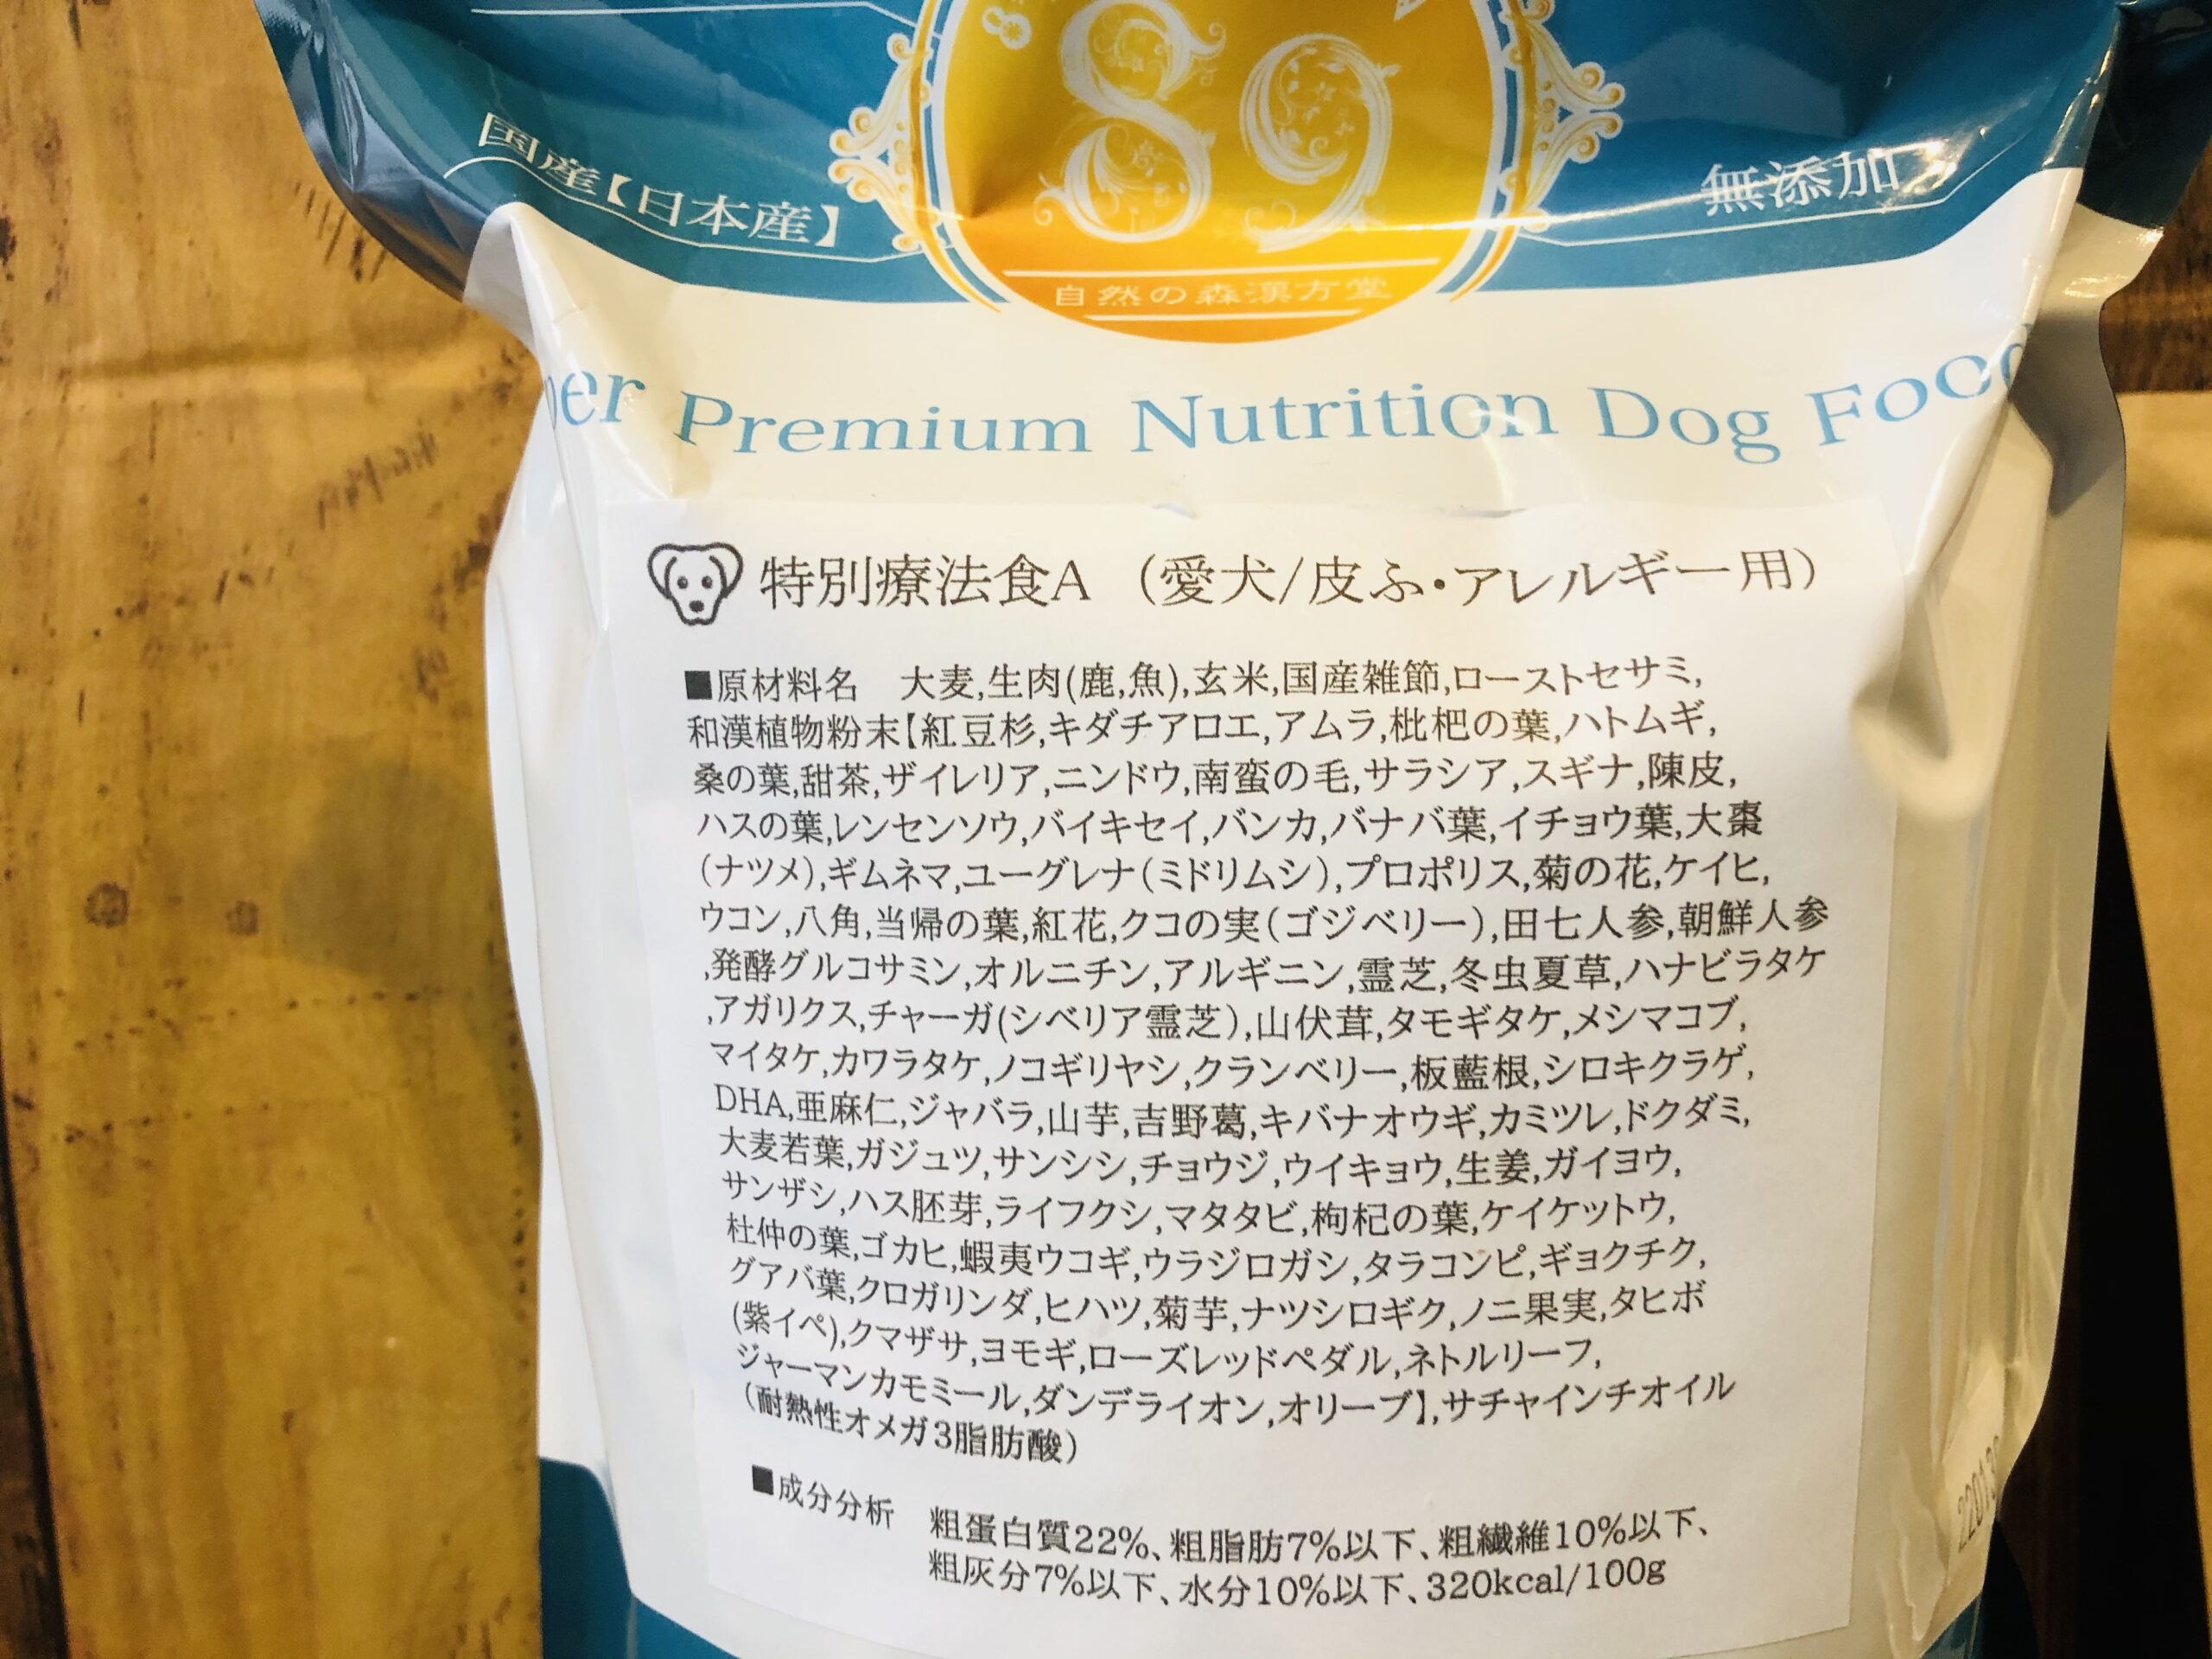 89
国産【日本産】
無添加
自然の森漢方堂
Premium Nutrition Dog Food
特別療法食A （愛犬/皮ふ・アレルギー用）
■原材料名 大麦,生肉(鹿,魚),玄米,国産雑節,ローストセサミ,
和漢植物粉末【紅豆杉,キダチアロエ,アムラ,枇杷の葉,ハトムギ,
桑の葉,甜茶,ザイレリア,ニンドウ,南蛮の毛,サラシア,スギナ,陳皮,
ハスの葉,レンセンソウ,バイキセイ,バンカ,バナバ葉,イチョウ葉,大棗
（ナツメ）,ギムネマ,ユーグレナ（ミドリムシ）,プロポリス,菊の花,ケイヒ,
ウコン,八角,当帰の葉,紅花,クコの実（ゴジベリー）,田七人参,朝鮮人参
,発酵グルコサミン,オルニチン,アルギニン,霊芝,冬虫夏草,ハナビラタケ
,アガリクス,チャーガ(シベリア霊芝）,山伏茸,タモギタケ,メシマコブ,
マイタケ,カワラタケ,ノコギリヤシ,クランベリー,板藍根,シロキクラゲ,
DHA,亜麻仁,ジャバラ,山芋,吉野葛,キバナオウギ,カミツレ,ドクダミ,
大麦若葉,ガジュツ,サンシシ,チョウジ,ウイキョウ,生姜,ガイヨウ,
サンザシ,ハス胚芽,ライフクシ,マタタビ,枸杞の葉,ケイケットウ,
杜仲の葉,ゴカヒ,蝦夷ウコギ,ウラジロガシ,タラコンピ,ギョクチク,
グアバ葉,クロガリンダ,ヒハツ,菊芋,ナツシロギク,ノニ果実,タヒボ
(紫イペ),クマザサ,ヨモギ,ローズレッドペダル,ネトルリーフ,
ジャーマンカモミール,ダンデライオン,オリーブ】,サチャインチオイル
（耐熱性オメガ3脂肪酸）
■成分分析 粗蛋白質22%、粗脂肪7%以下、粗繊維10%以下、
粗灰分7%以下、水分10%以下、320kcal/100g